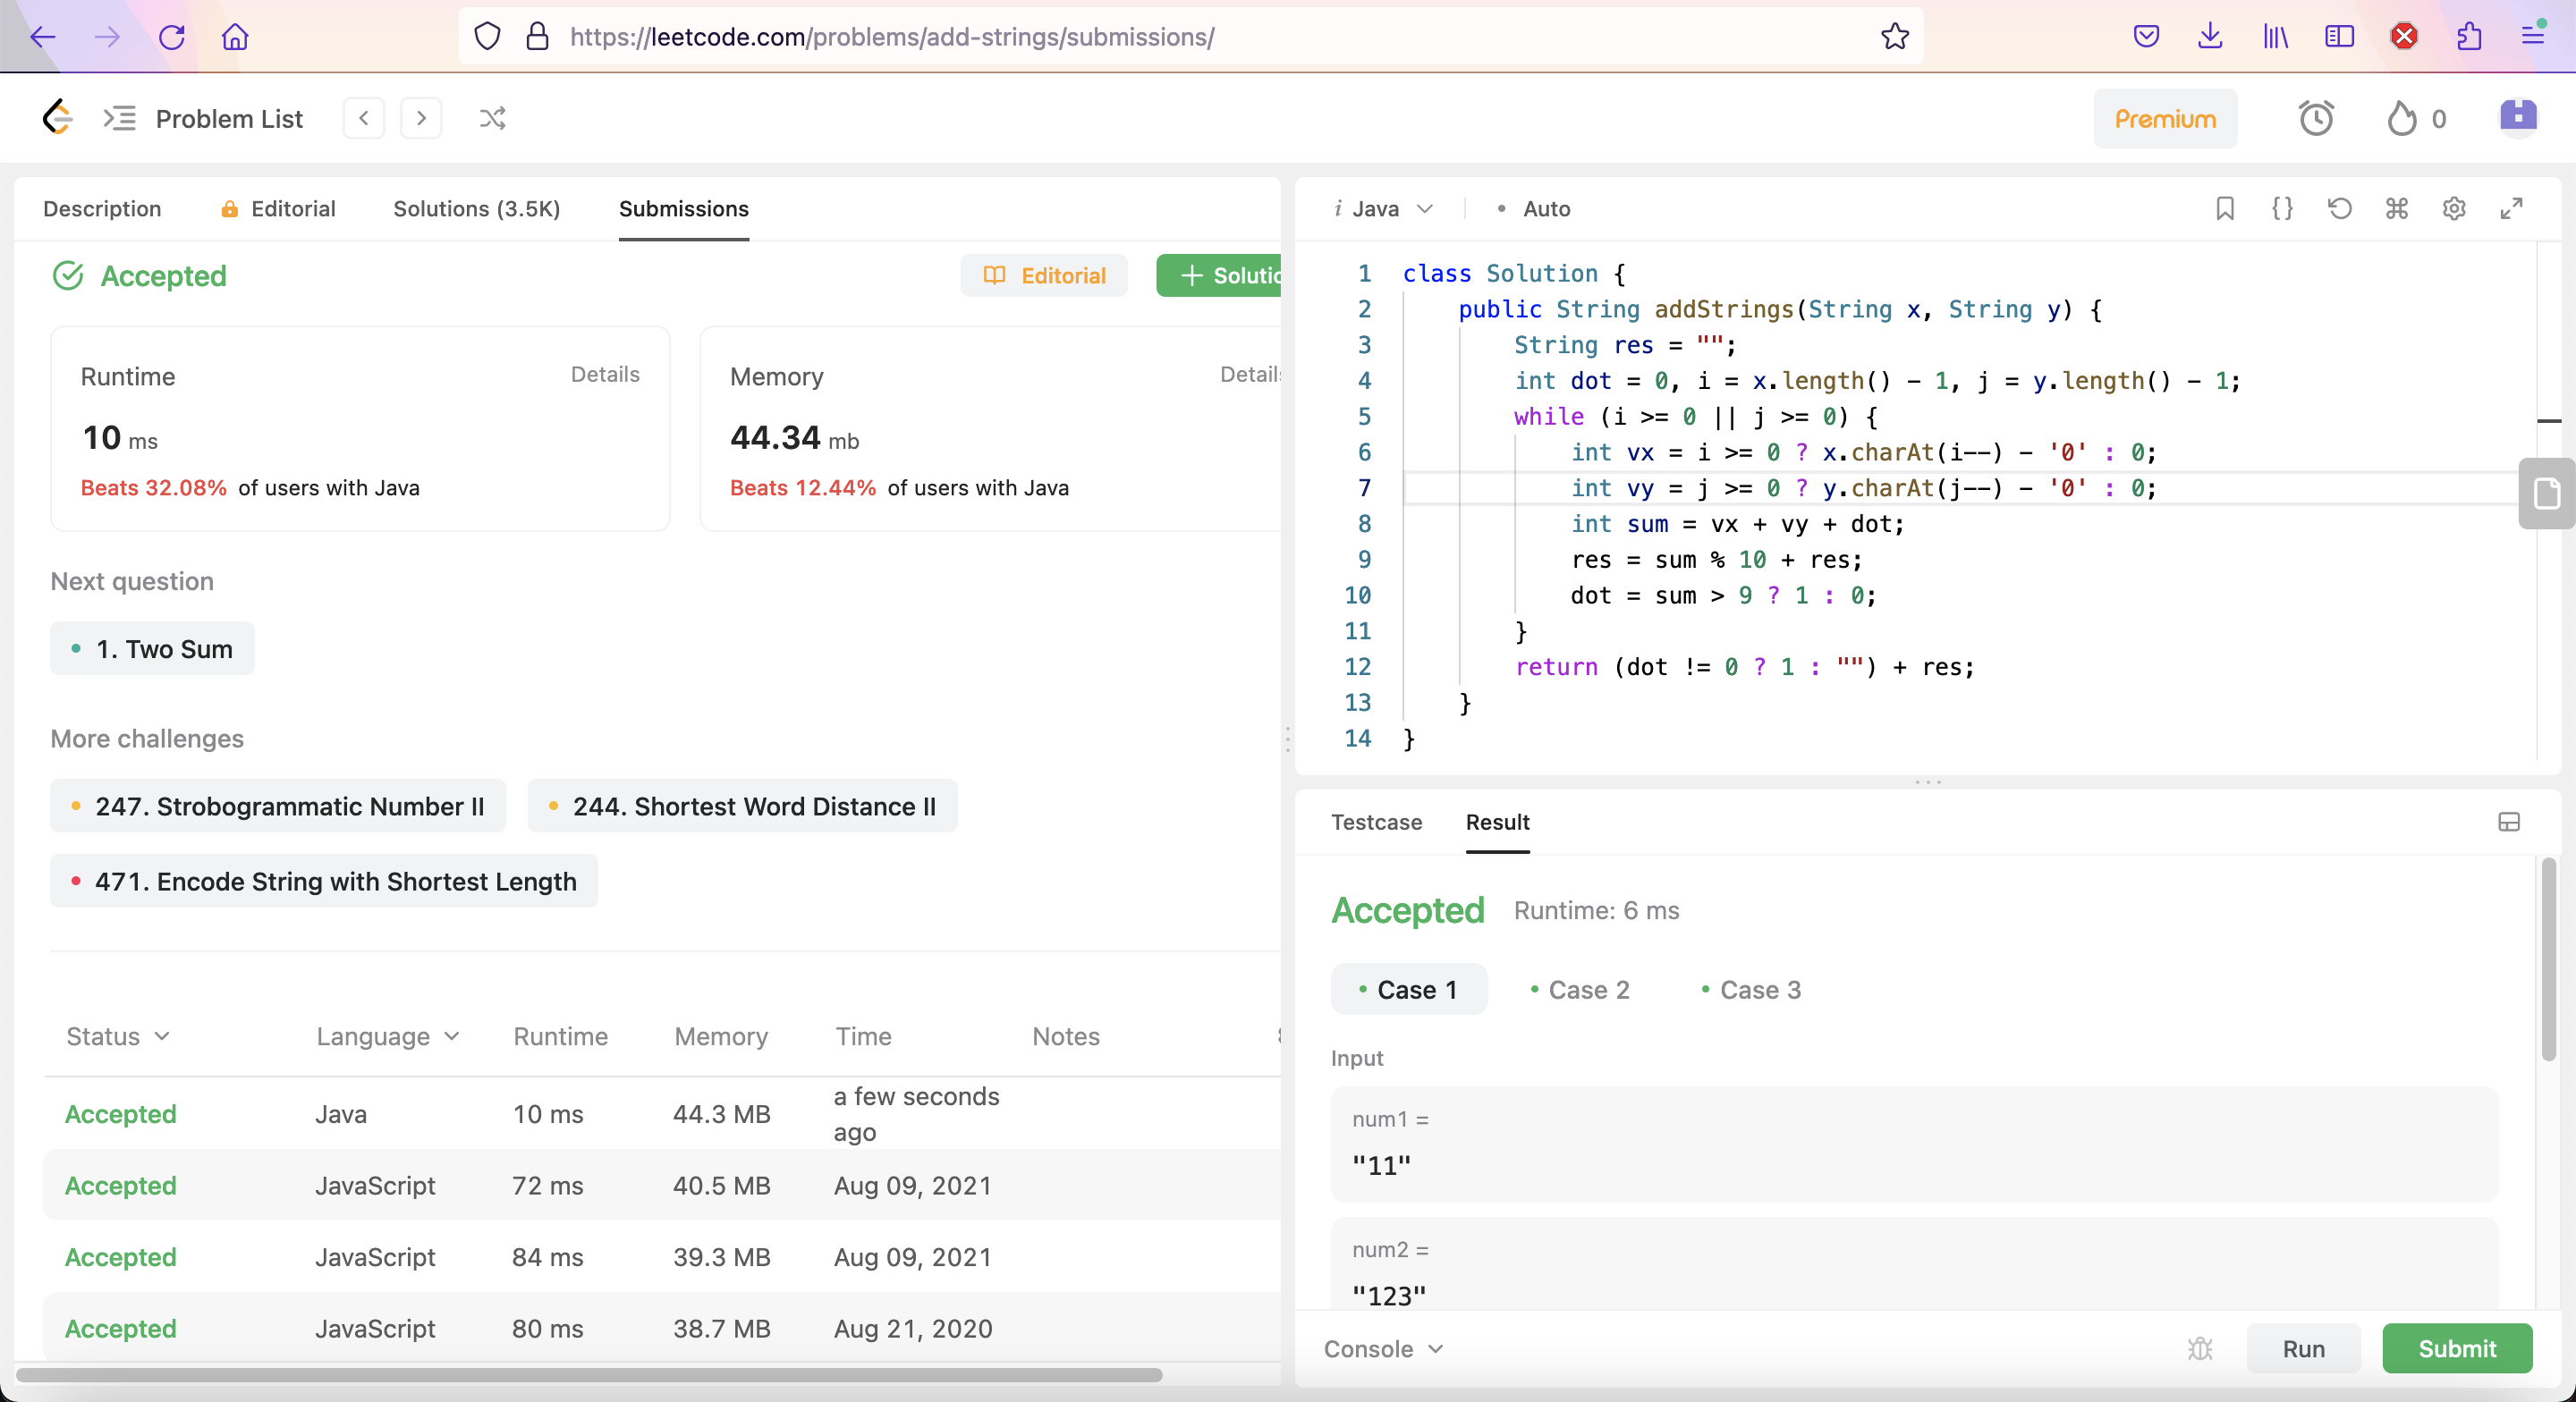 https://leetcode.com/problems/add-strings/submissions/
Problem List
Premium
0
Description
Editorial
Solutions (3.5K)
Submissions
Accepted
Editorial
Solutio
Runtime
Details
10 ms
Beats 32.08% of users with Java
Memory
Detail
44.34 mb
Beats 12.44% of users with Java
Next question
1. Two Sum
More challenges
247. Strobogrammatic Number II
244. Shortest Word Distance II
471. Encode String with Shortest Length
Status Language Runtime Memory Time Notes
Accepted Java 10 ms 44.3 MB a few seconds
ago
Accepted JavaScript 72 ms 40.5 MB Aug 09, 2021
Accepted JavaScript 84 ms 39.3 MB Aug 09, 2021
Accepted JavaScript 80 ms 38.7 MB Aug 21, 2020
i Java
• Auto
1 class Solution {
2 public String addStrings(String x, String y) {
3 String res = "";
4 int dot = 0, i = x.length() - 1, j = y.length() - 1;
5 while (i >= 0 || j >= 0) {
6 int vx = i >= 0 ? x.charAt(i--) - '0' : 0;
7 int vy = j >= 0 ? y.charAt(j--) - '0' : 0;
8 int sum = vx + vy + dot;
9 res = sum % 10 + res;
10 dot = sum > 9 ? 1 : 0;
11 }
12 return (dot != 0 ? 1 : "") + res;
13 }
14 }
Testcase
Result
Accepted Runtime: 6 ms
• Case 1 • Case 2 • Case 3
Input
num1 =
"11"
num2 =
"123"
Console
Run
Submit